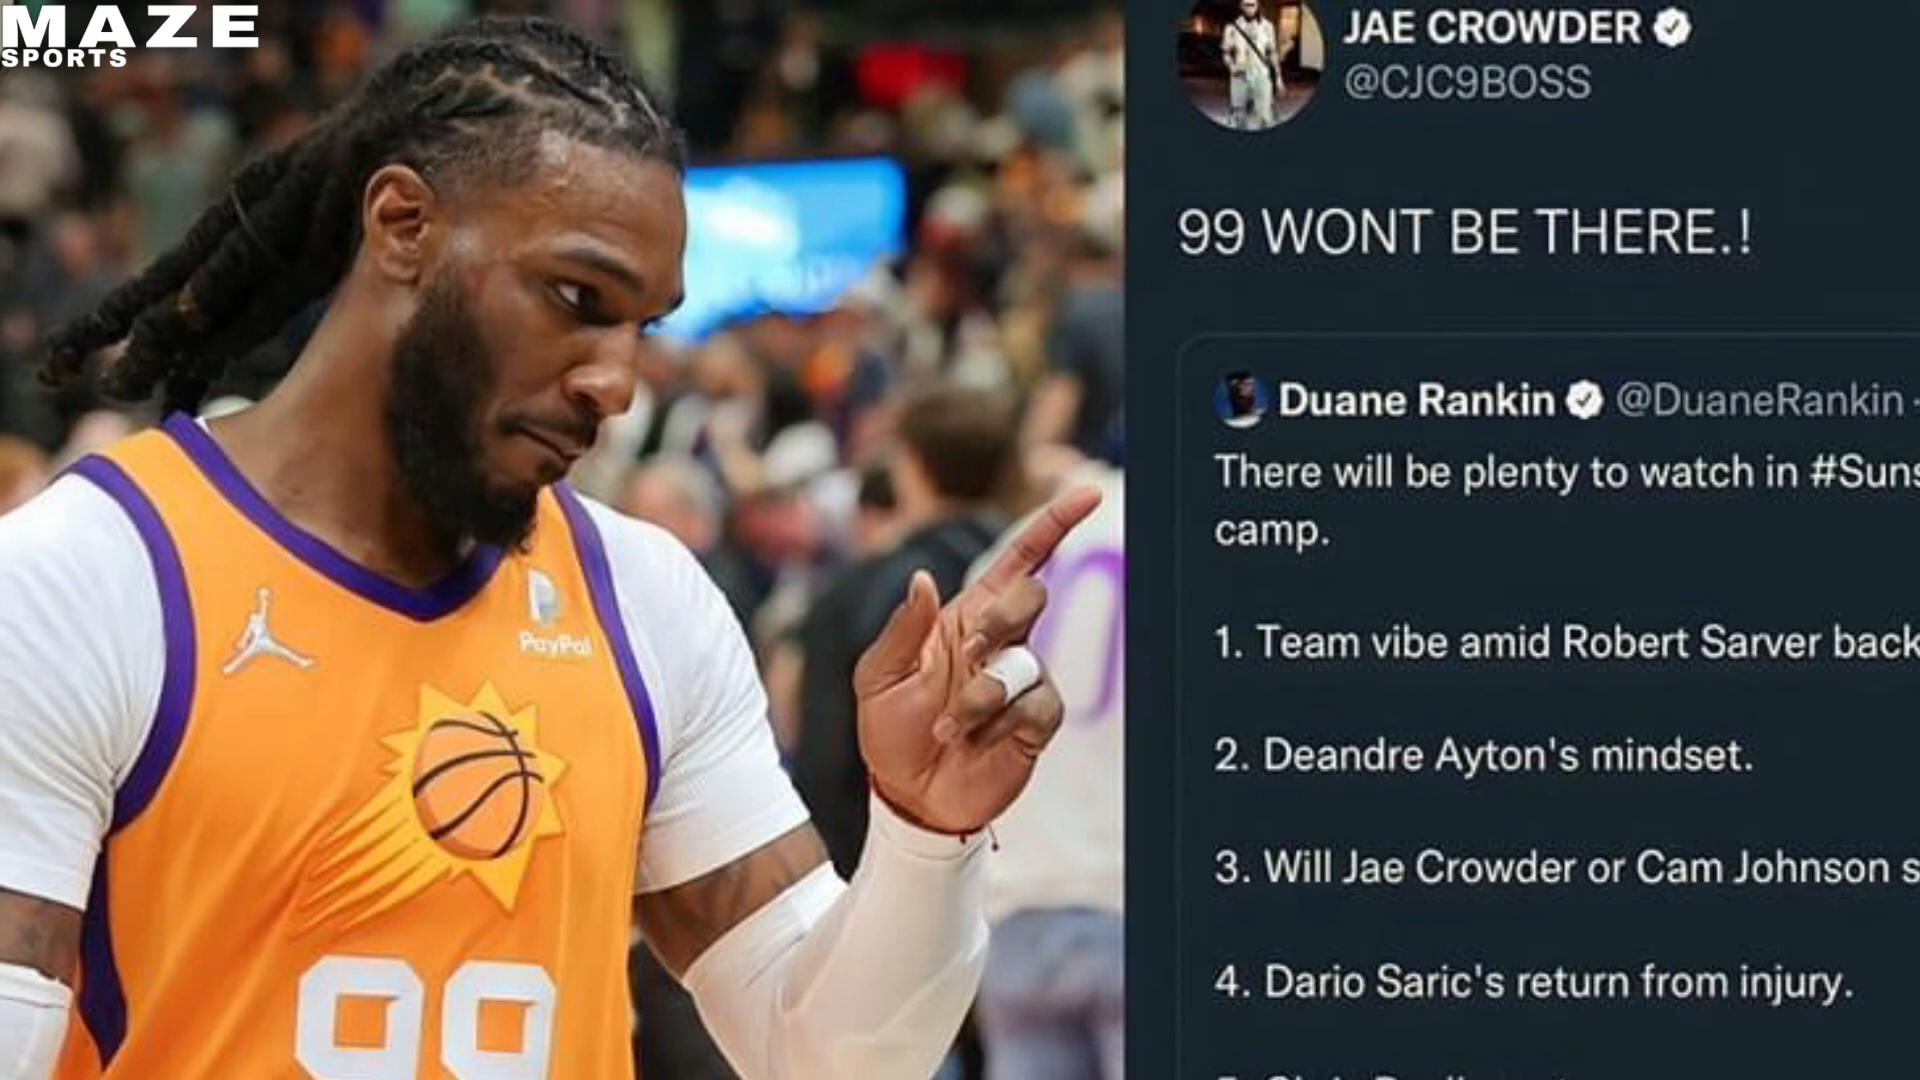 MAZE
SPORTS
JAE CROWDER
@CJC9BOSS
99 WONT BE THERE.!
Duane Rankin @DuaneRankin ·
There will be plenty to watch in #Suns
camp.
1. Team vibe amid Robert Sarver back
2. Deandre Ayton's mindset.
3. Will Jae Crowder or Cam Johnson s
4. Dario Saric's return from injury.
PayPal
99